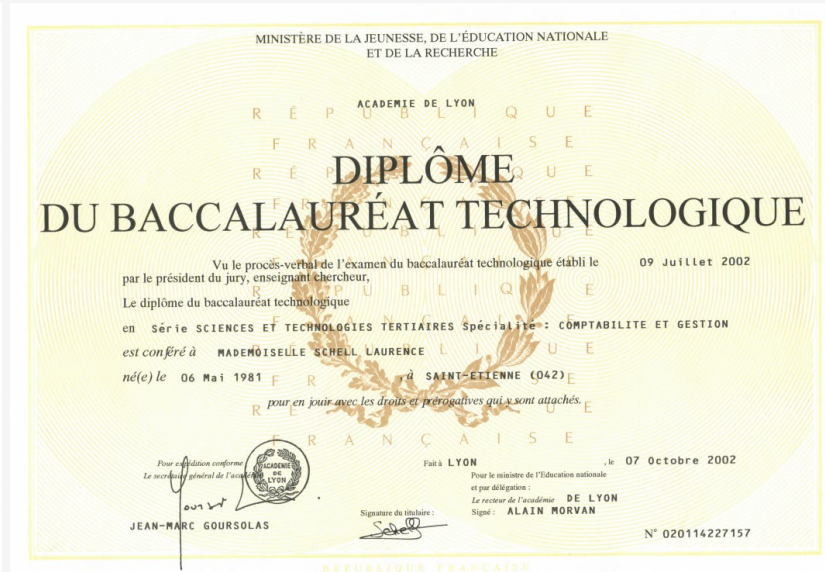 MINISTÈRE DE LA JEUNESSE, DE L'ÉDUCATION NATIONALE
ET DE LA RECHERCHE
ACADEMIE DE LYON
RÉPUBLIQUE
FRANÇAISE
DIPLÔME
DU BACCALAURÉAT TECHNOLOGIQUE
Vu le procès-verbal de l'examen du baccalauréat technologique établi le 09 Juillet 2002
par le président du jury, enseignant chercheur,
Le diplôme du baccalauréat technologique
en Série SCIENCES ET TECHNOLOGIES TERTIAIRES Spécialité : COMPTABILITE ET GESTION
est conféré à MADEMOISELLE SCHELL LAURENCE
né(e) le 06 Mai 1981 , à SAINT-ETIENNE (042)
pour en jouir avec les droits et prérogatives qui y sont attachés.
FRANÇAISE
Pour expédition conforme
Le secrétaire général de l'académie
ACADEMIE
DE
LYON
JEAN-MARC GOURSOLAS
Fait à LYON , le 07 Octobre 2002
Pour le ministre de l'Education nationale
et par délégation :
Le recteur de l'académie DE LYON
Signé : ALAIN MORVAN
Signature du titulaire :
Schell
N° 020114227157
RÉPUBLIQUE FRANÇAISE